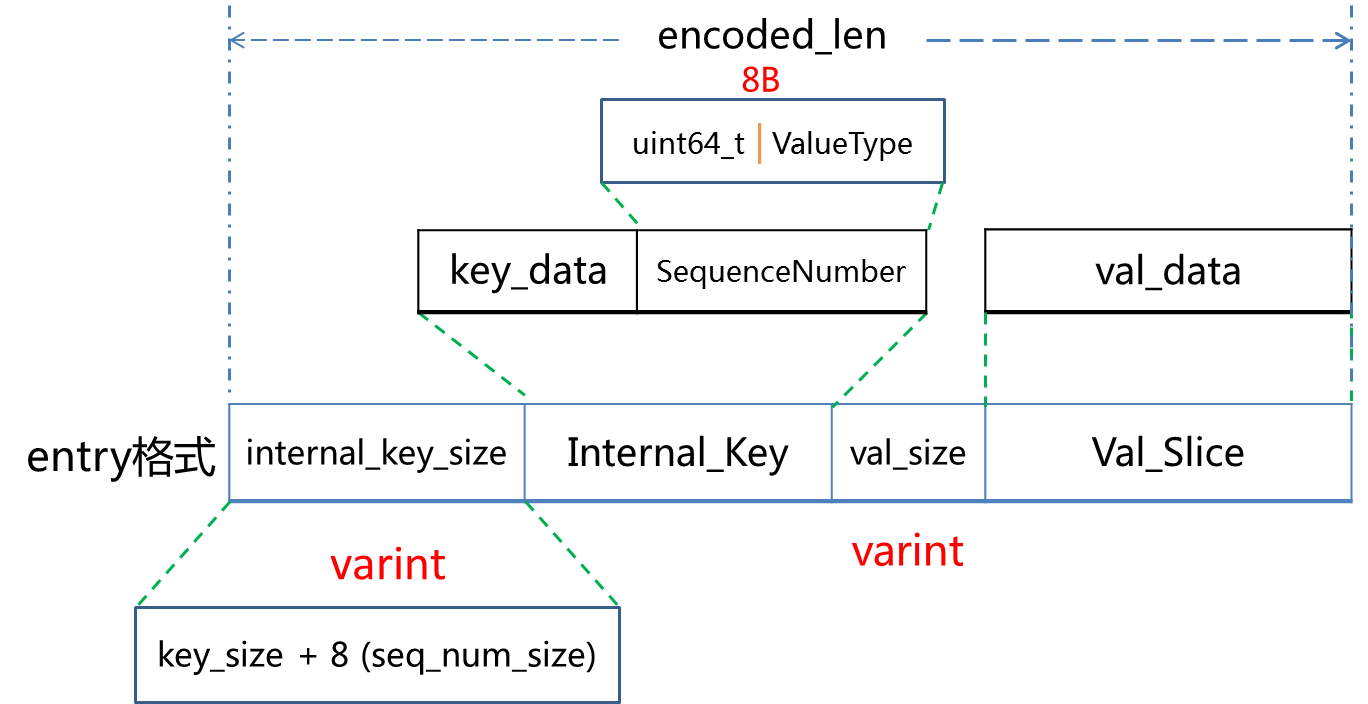 encoded_len
8B
uint64_t | ValueType
key_data
SequenceNumber
val_data
entry格式
internal_key_size
Internal_Key
val_size
Val_Slice
varint
varint
key_size + 8 (seq_num_size)